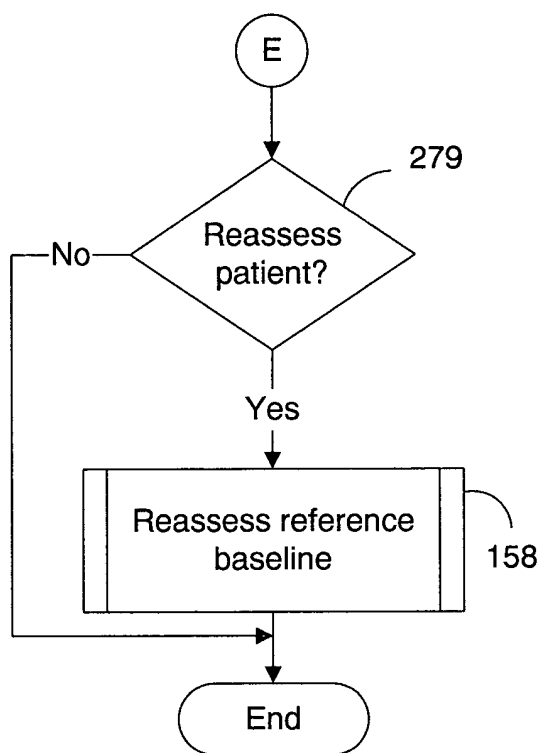 E
279
Reassess
patient?
No
Yes
Reassess reference
baseline
158
End